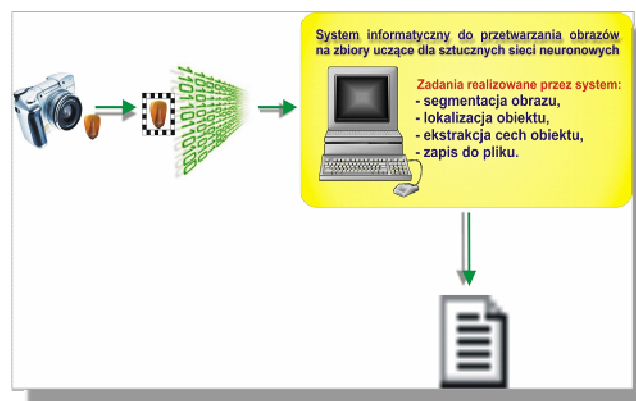 System informatyczny do przetwarzania obrazów
na zbiory uczące dla sztucznych sieci neuronowych
Zadania realizowane przez system:
- segmentacja obrazu,
- lokalizacja obiektu,
- ekstrakcja cech obiektu,
- zapis do pliku.